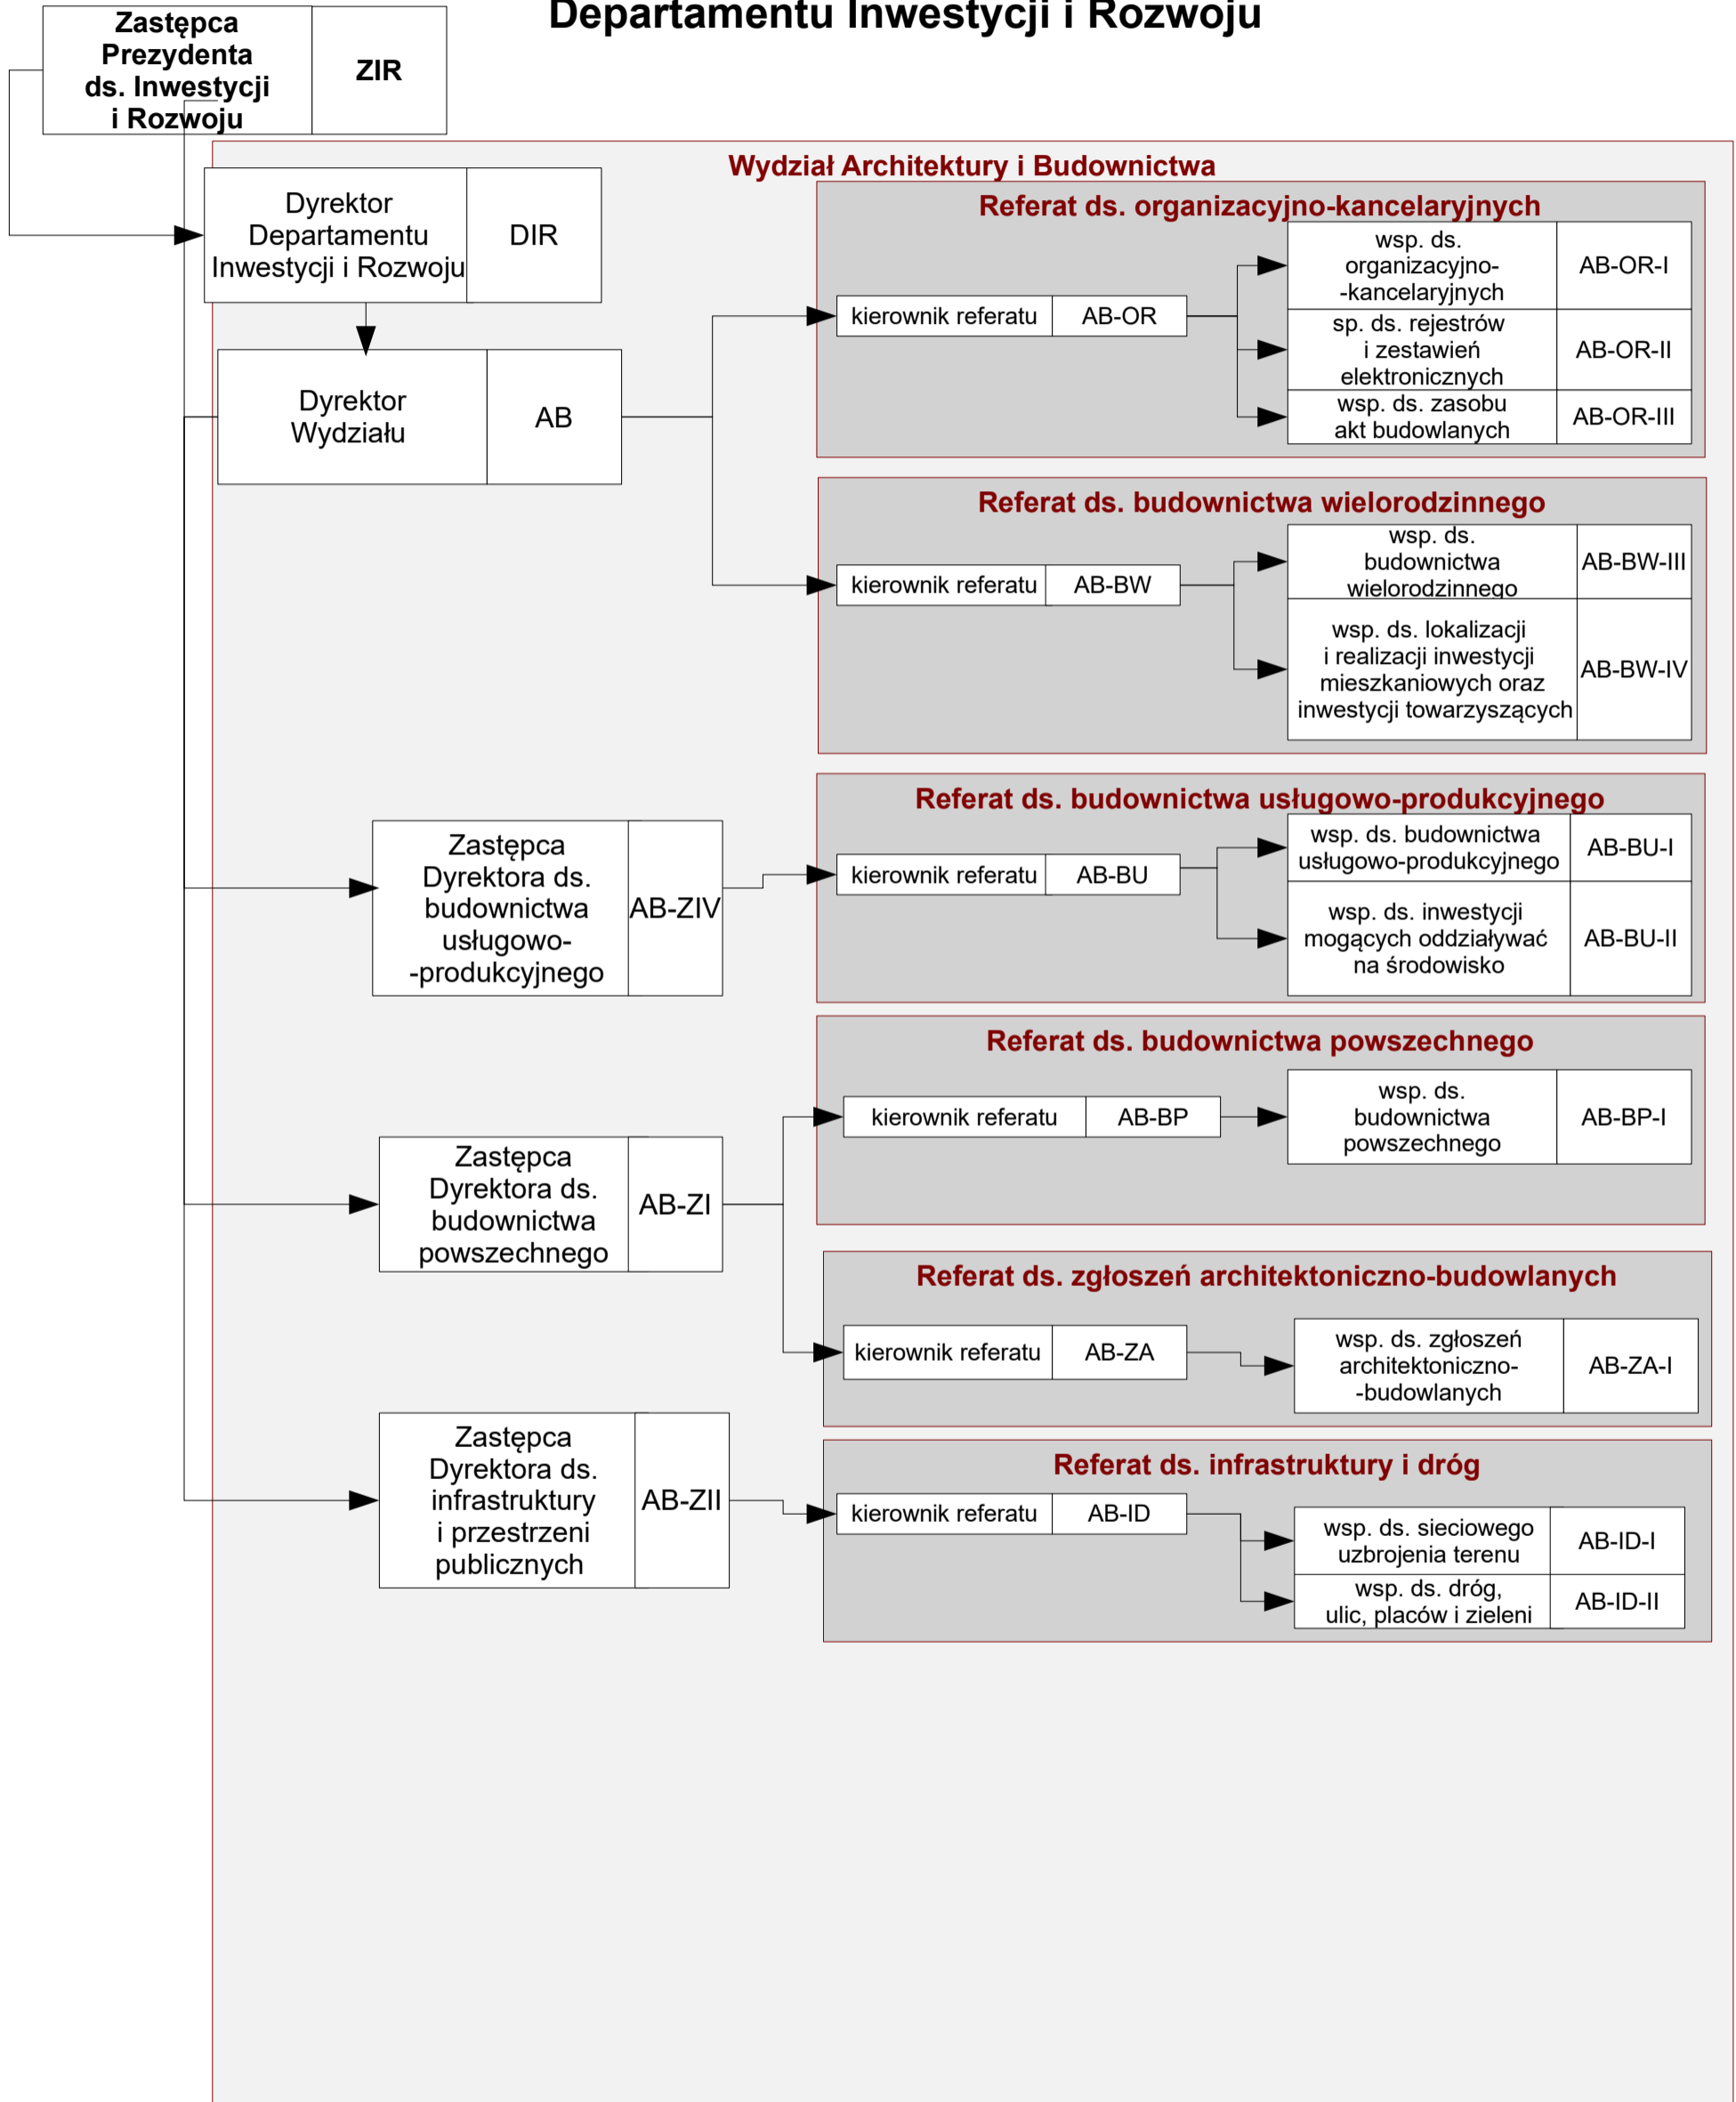 Departamentu Inwestycji i Rozwoju
Zastępca
Prezydenta
ds. Inwestycji
i Rozwoju
ZIR
Wydział Architektury i Budownictwa
Dyrektor
Departamentu
Inwestycji i Rozwoju
DIR
Dyrektor
Wydziału
AB
Referat ds. organizacyjno-kancelaryjnych
kierownik referatu
AB-OR
wsp. ds.
organizacyjno-
-kancelaryjnych
AB-OR-I
sp. ds. rejestrów
i zestawień
elektronicznych
AB-OR-II
wsp. ds. zasobu
akt budowlanych
AB-OR-III
Referat ds. budownictwa wielorodzinnego
kierownik referatu
AB-BW
wsp. ds.
budownictwa
wielorodzinnego
AB-BW-III
wsp. ds. lokalizacji
i realizacji inwestycji
mieszkaniowych oraz
inwestycji towarzyszących
AB-BW-IV
Zastępca
Dyrektora ds.
budownictwa
usługowo-
-produkcyjnego
AB-ZIV
Referat ds. budownictwa usługowo-produkcyjnego
kierownik referatu
AB-BU
wsp. ds. budownictwa
usługowo-produkcyjnego
AB-BU-I
wsp. ds. inwestycji
mogących oddziaływać
na środowisko
AB-BU-II
Zastępca
Dyrektora ds.
budownictwa
powszechnego
AB-ZI
Referat ds. budownictwa powszechnego
kierownik referatu
AB-BP
wsp. ds.
budownictwa
powszechnego
AB-BP-I
Referat ds. zgłoszeń architektoniczno-budowlanych
kierownik referatu
AB-ZA
wsp. ds. zgłoszeń
architektoniczno-
-budowlanych
AB-ZA-I
Zastępca
Dyrektora ds.
infrastruktury
i przestrzeni
publicznych
AB-ZII
Referat ds. infrastruktury i dróg
kierownik referatu
AB-ID
wsp. ds. sieciowego
uzbrojenia terenu
AB-ID-I
wsp. ds. dróg,
ulic, placów i zieleni
AB-ID-II